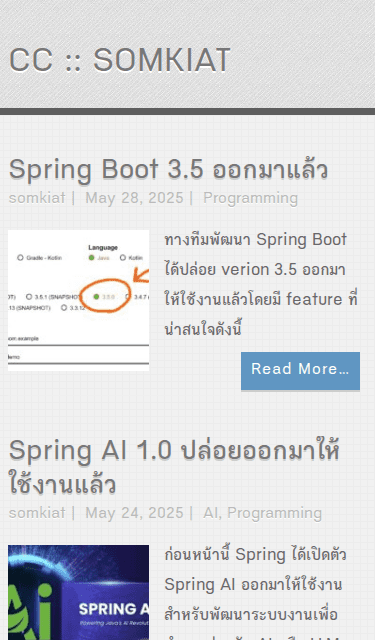 CC :: SOMKIAT
Spring Boot 3.5 ออกมาแล้ว
somkiat | May 28, 2025 | Programming
Language
Gradle - Kotlin Java Kotlin
3.5.1 (SNAPSHOT) 3.5.0 3.4.7
13 (SNAPSHOT) 3.3.12
om.example
demo
ทางทีมพัฒนา Spring Boot
ได้ปล่อย verion 3.5 ออกมา
ให้ใช้งานแล้วโดยมี feature ที่
น่าสนใจดังนี้
Read More...
Spring AI 1.0 ปล่อยออกมาให้
ใช้งานแล้ว
somkiat | May 24, 2025 | AI, Programming
SPRING A
Powering Java's AI Revolut
ก่อนหน้านี้ Spring ได้เปิดตัว
Spring AI ออกมาให้ใช้งาน
สำหรับพัฒนาระบบงานเพื่อ